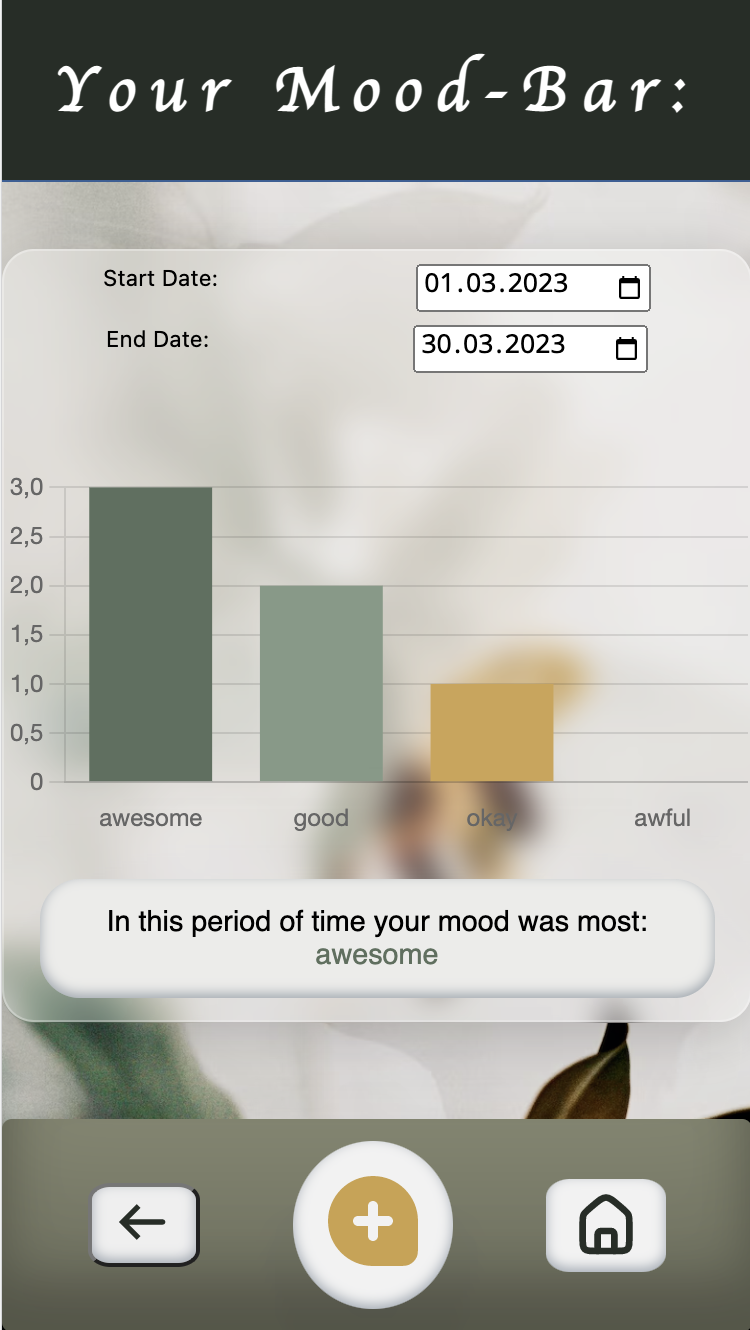 Your Mood-Bar:
Start Date: 01.03.2023
End Date: 30.03.2023
3,0
2,5
2,0
1,5
1,0
0,5
0
awesome good okay awful
In this period of time your mood was most:
awesome